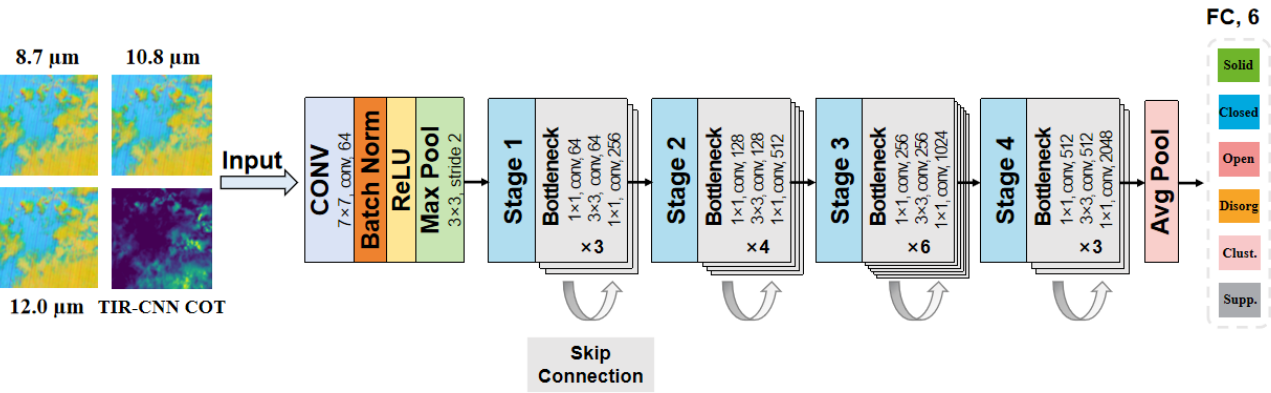 8.7 µm
10.8 µm
12.0 µm
TIR-CNN COT
Input
CONV
7×7, conv, 64
Batch Norm
ReLU
Max Pool
3×3, stride 2
Stage 1
Bottleneck
1×1, conv, 64
3×3, conv, 64
1×1, conv, 256
×3
Skip
Connection
Stage 2
Bottleneck
1×1, conv, 128
3×3, conv, 128
1×1, conv, 512
×4
Stage 3
Bottleneck
1×1, conv, 256
3×3, conv, 256
1×1, conv, 1024
×6
Stage 4
Bottleneck
1×1, conv, 512
3×3, conv, 512
1×1, conv, 2048
×3
Avg Pool
FC, 6
Solid
Closed
Open
Disorg
Clust.
Supp.